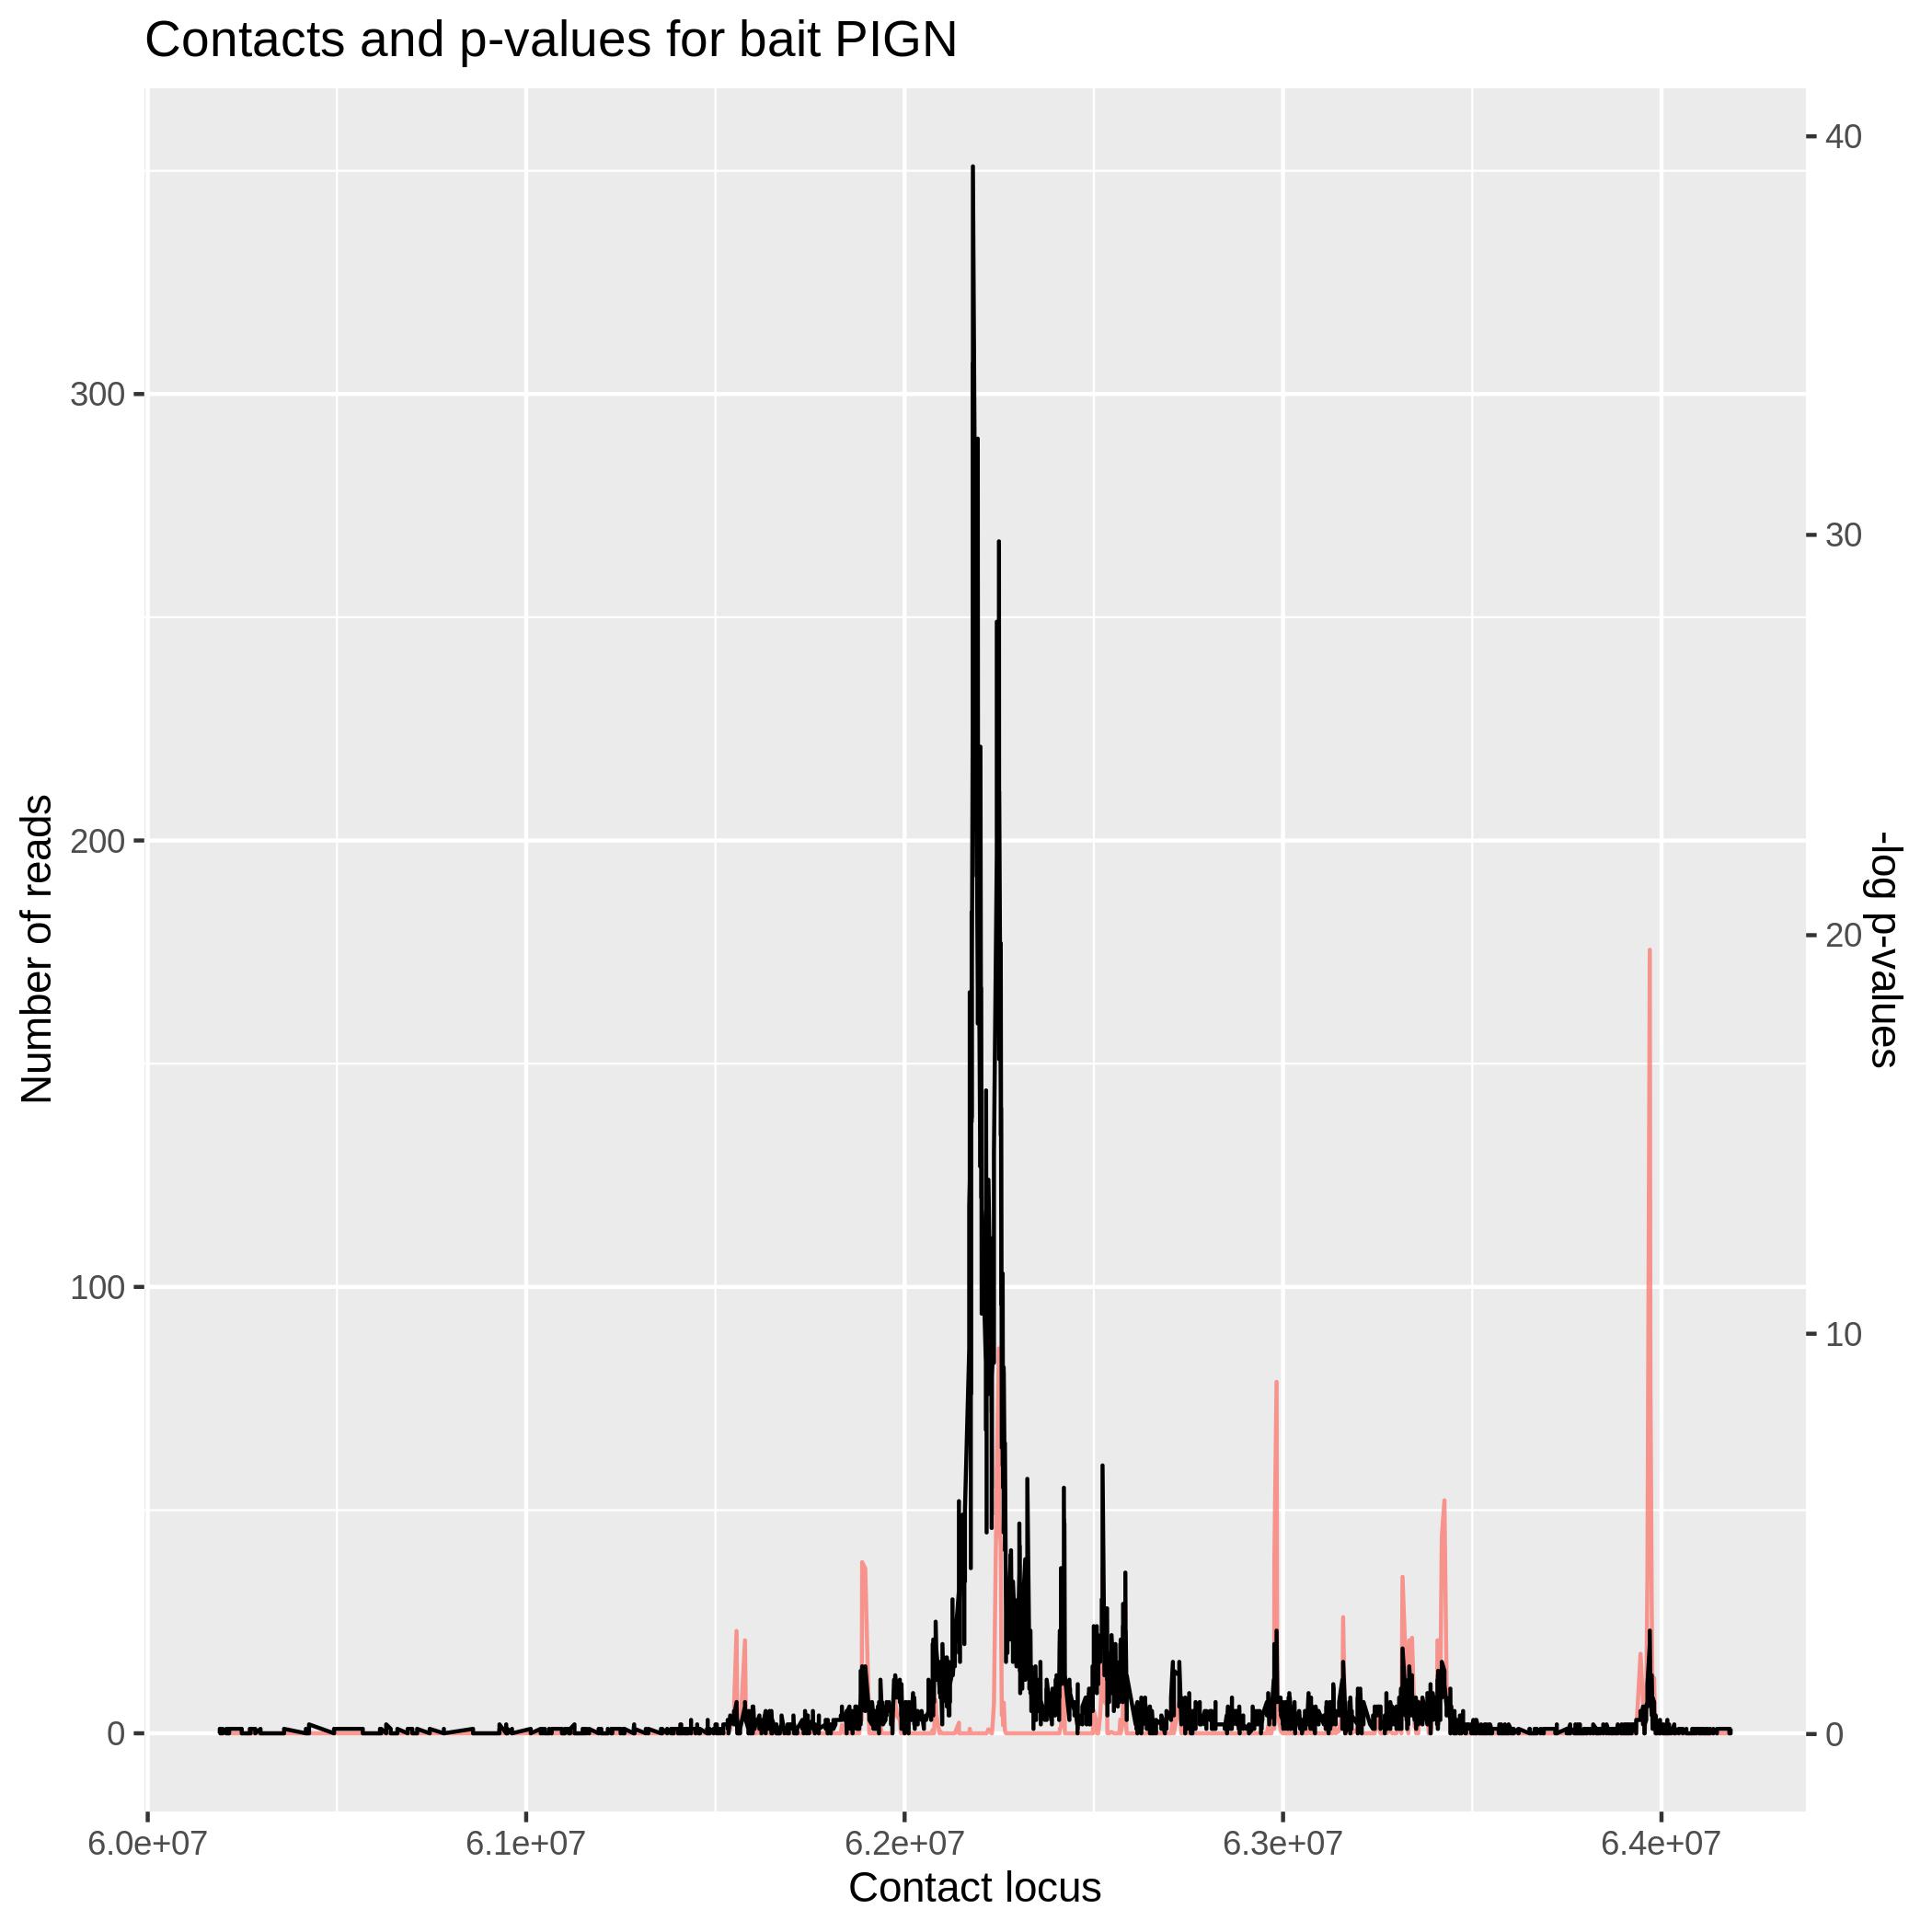 Contacts and p-values for bait PIGN
Number of reads
300
200
100
0
40
30
20
10
0
-log p-values
6.0e+07
6.1e+07
6.2e+07
6.3e+07
6.4e+07
Contact locus